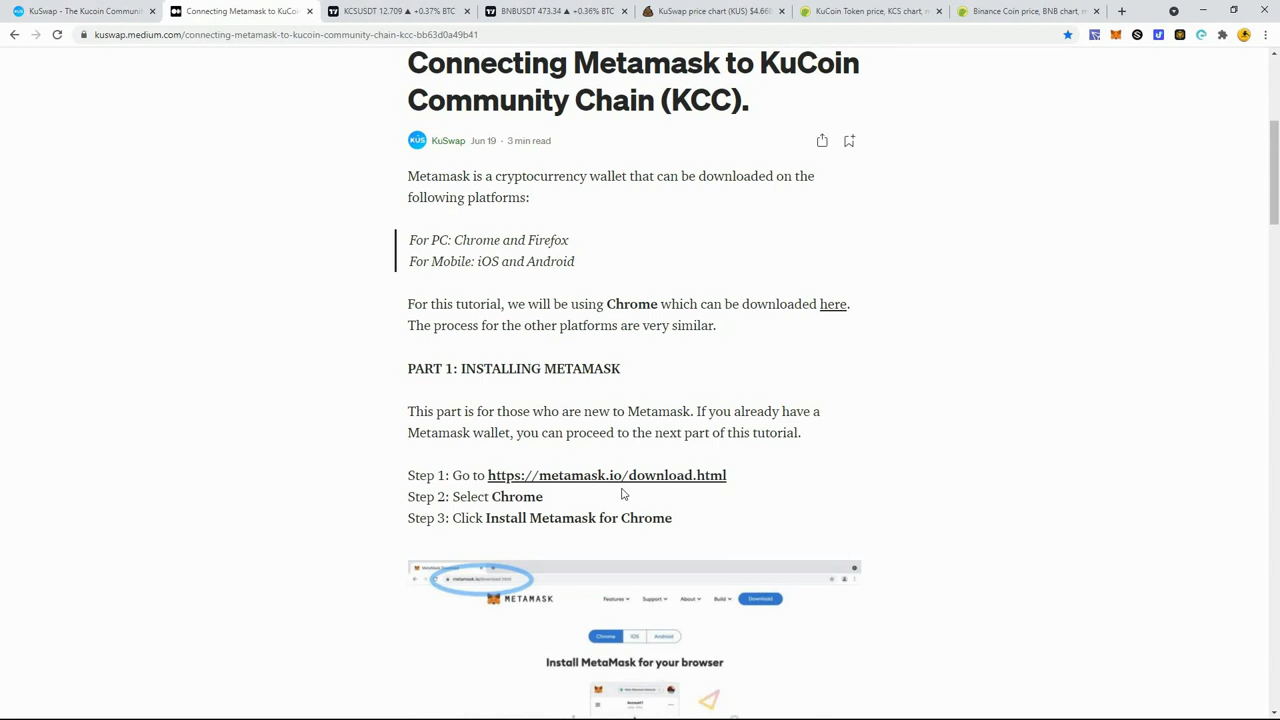 KuSwap - The Kucoin Communi
Connecting Metamask to KuCoi
KCSUSDT 12.709 ▲ +0.37% BTC
BNBUSDT 473.34 ▲ +0.36% BTC
KuSwap price chart (KUS) $4.66
KuCoin Token price, KCS chart, m
Binance Coin price, BNB chart, m
kuswap.medium.com/connecting-metamask-to-kucoin-community-chain-kcc-bb63d0a49b41
Connecting Metamask to KuCoin
Community Chain (KCC).
KUS
KuSwap Jun 19 · 3 min read
Metamask is a cryptocurrency wallet that can be downloaded on the
following platforms:
For PC: Chrome and Firefox
For Mobile: iOS and Android
For this tutorial, we will be using Chrome which can be downloaded here.
The process for the other platforms are very similar.
PART 1: INSTALLING METAMASK
This part is for those who are new to Metamask. If you already have a
Metamask wallet, you can proceed to the next part of this tutorial.
Step 1: Go to https://metamask.io/download.html
Step 2: Select Chrome
Step 3: Click Install Metamask for Chrome
metamask.io/download.html
METAMASK
Features
Support
About
Build
Download
Chrome
iOS
Android
Install MetaMask for your browser